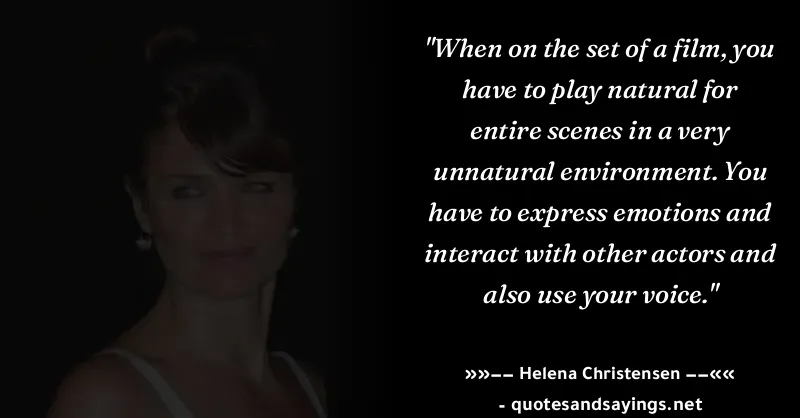 "When on the set of a film, you
have to play natural for
entire scenes in a very
unnatural environment. You
have to express emotions and
interact with other actors and
also use your voice."
»»−− Helena Christensen −−««
- quotesandsayings.net